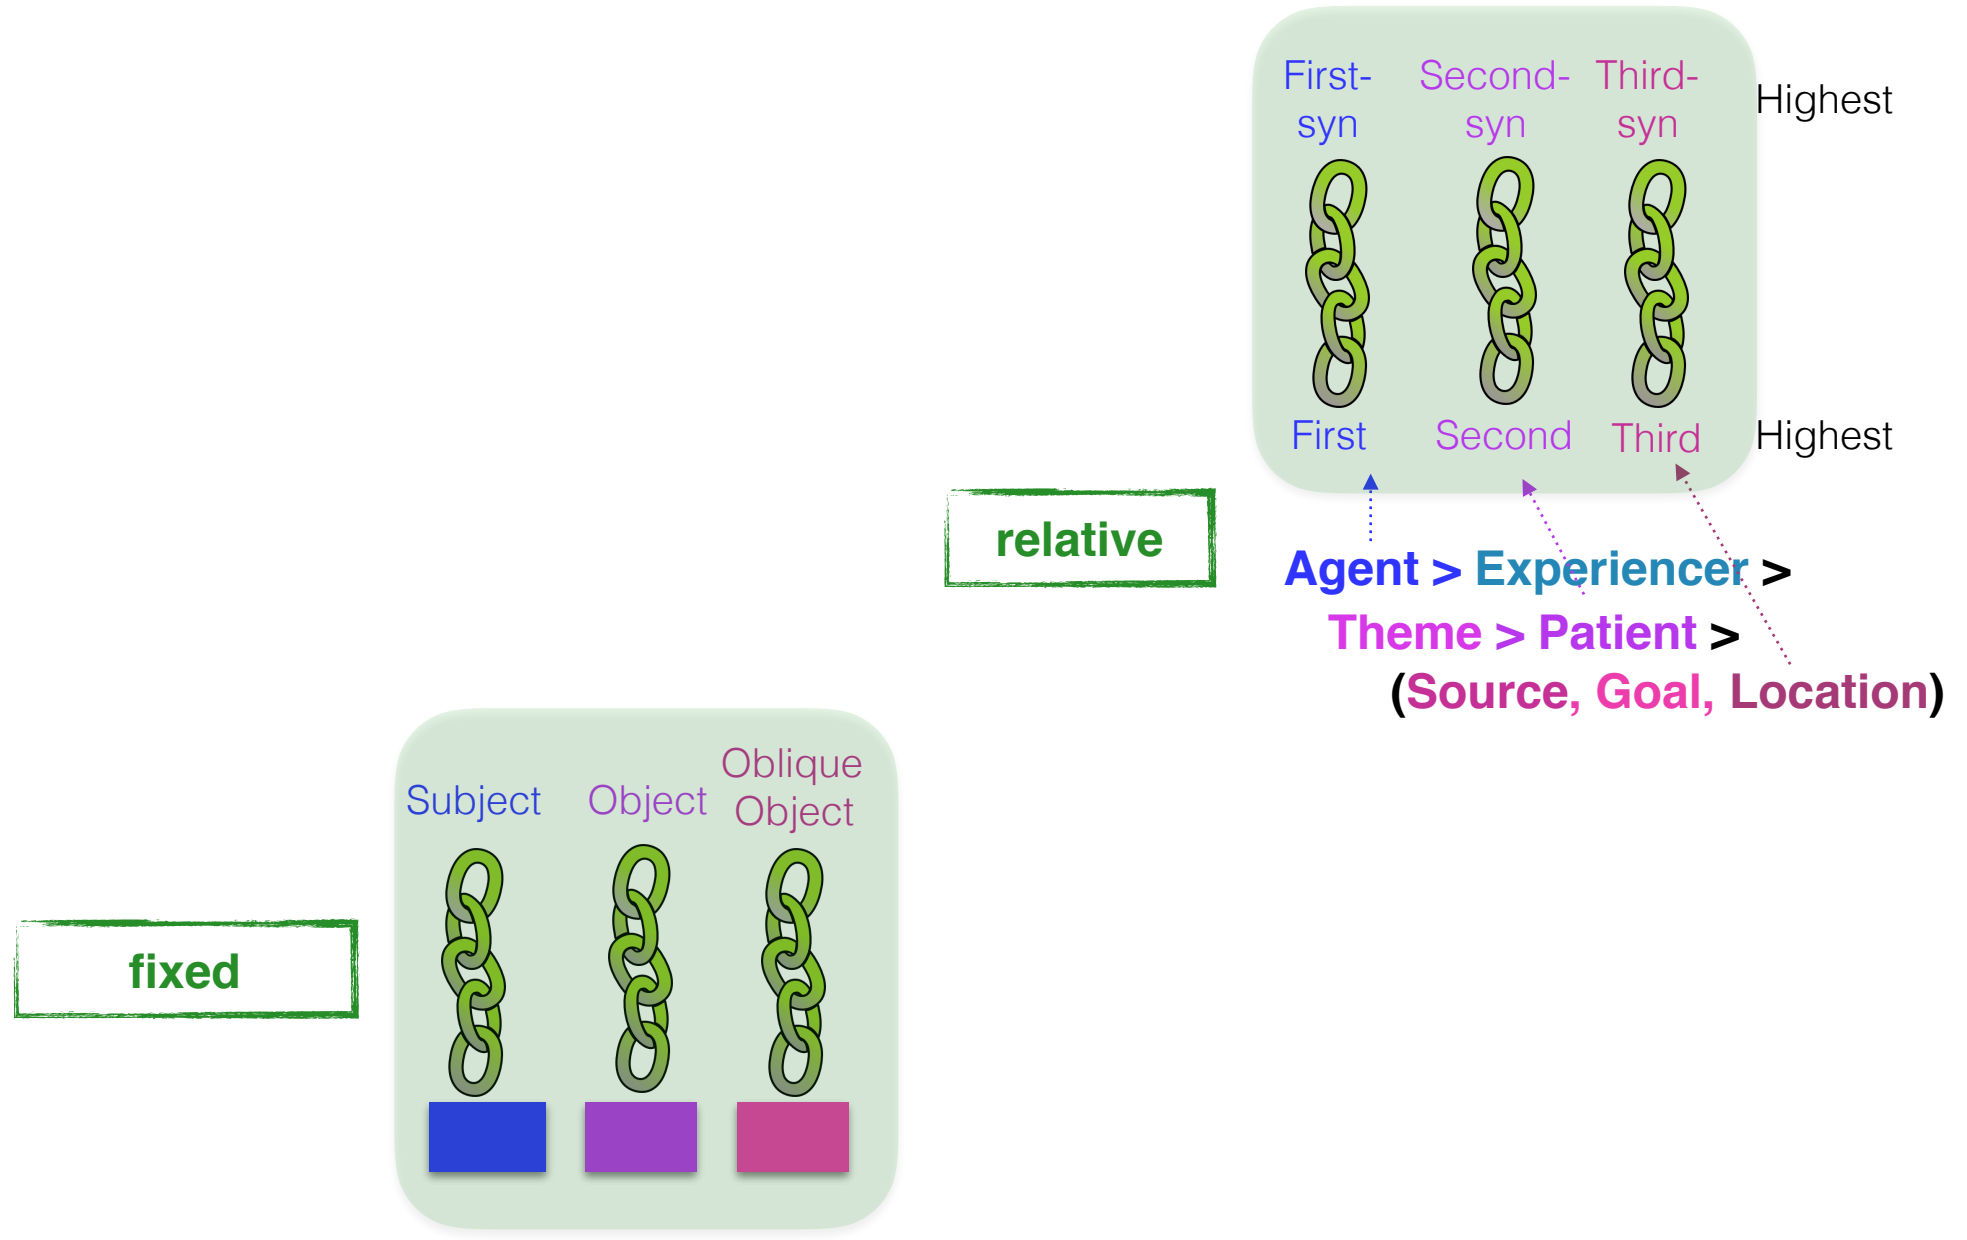 First- Second- Third-
syn syn syn
Highest
First Second Third Highest
relative
Agent > Experiencer >
Theme > Patient >
(Source, Goal, Location)
Subject Object Oblique
Object
fixed